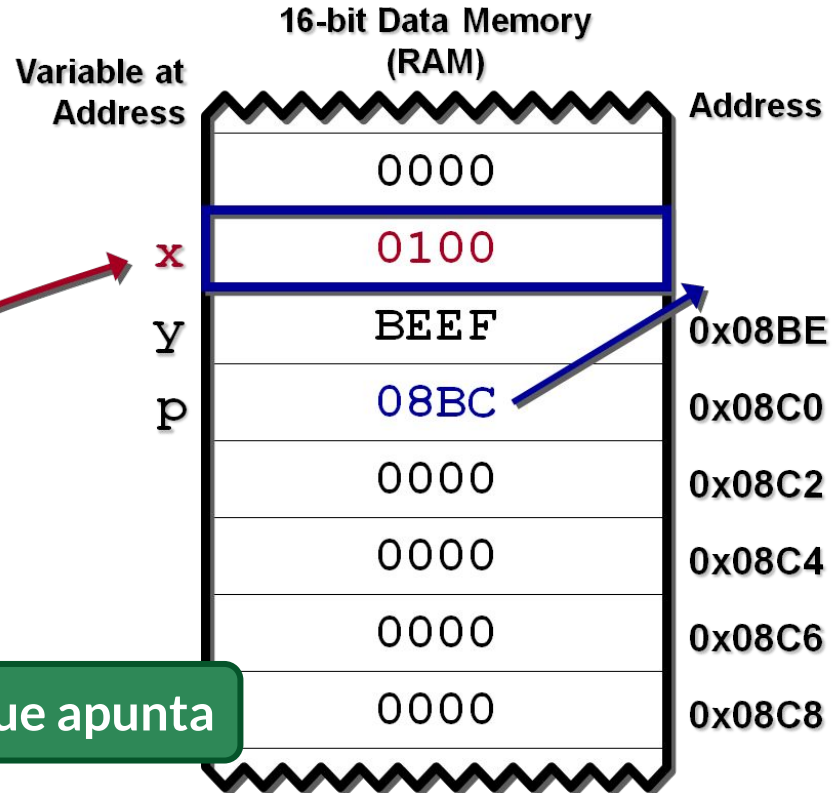 16-bit Data Memory
(RAM)
Variable at
Address
Address
0000
x 0100
y BEEF 0x08BE
p 08BC 0x08C0
0000 0x08C2
0000 0x08C4
0000 0x08C6
0000 0x08C8
ue apunta